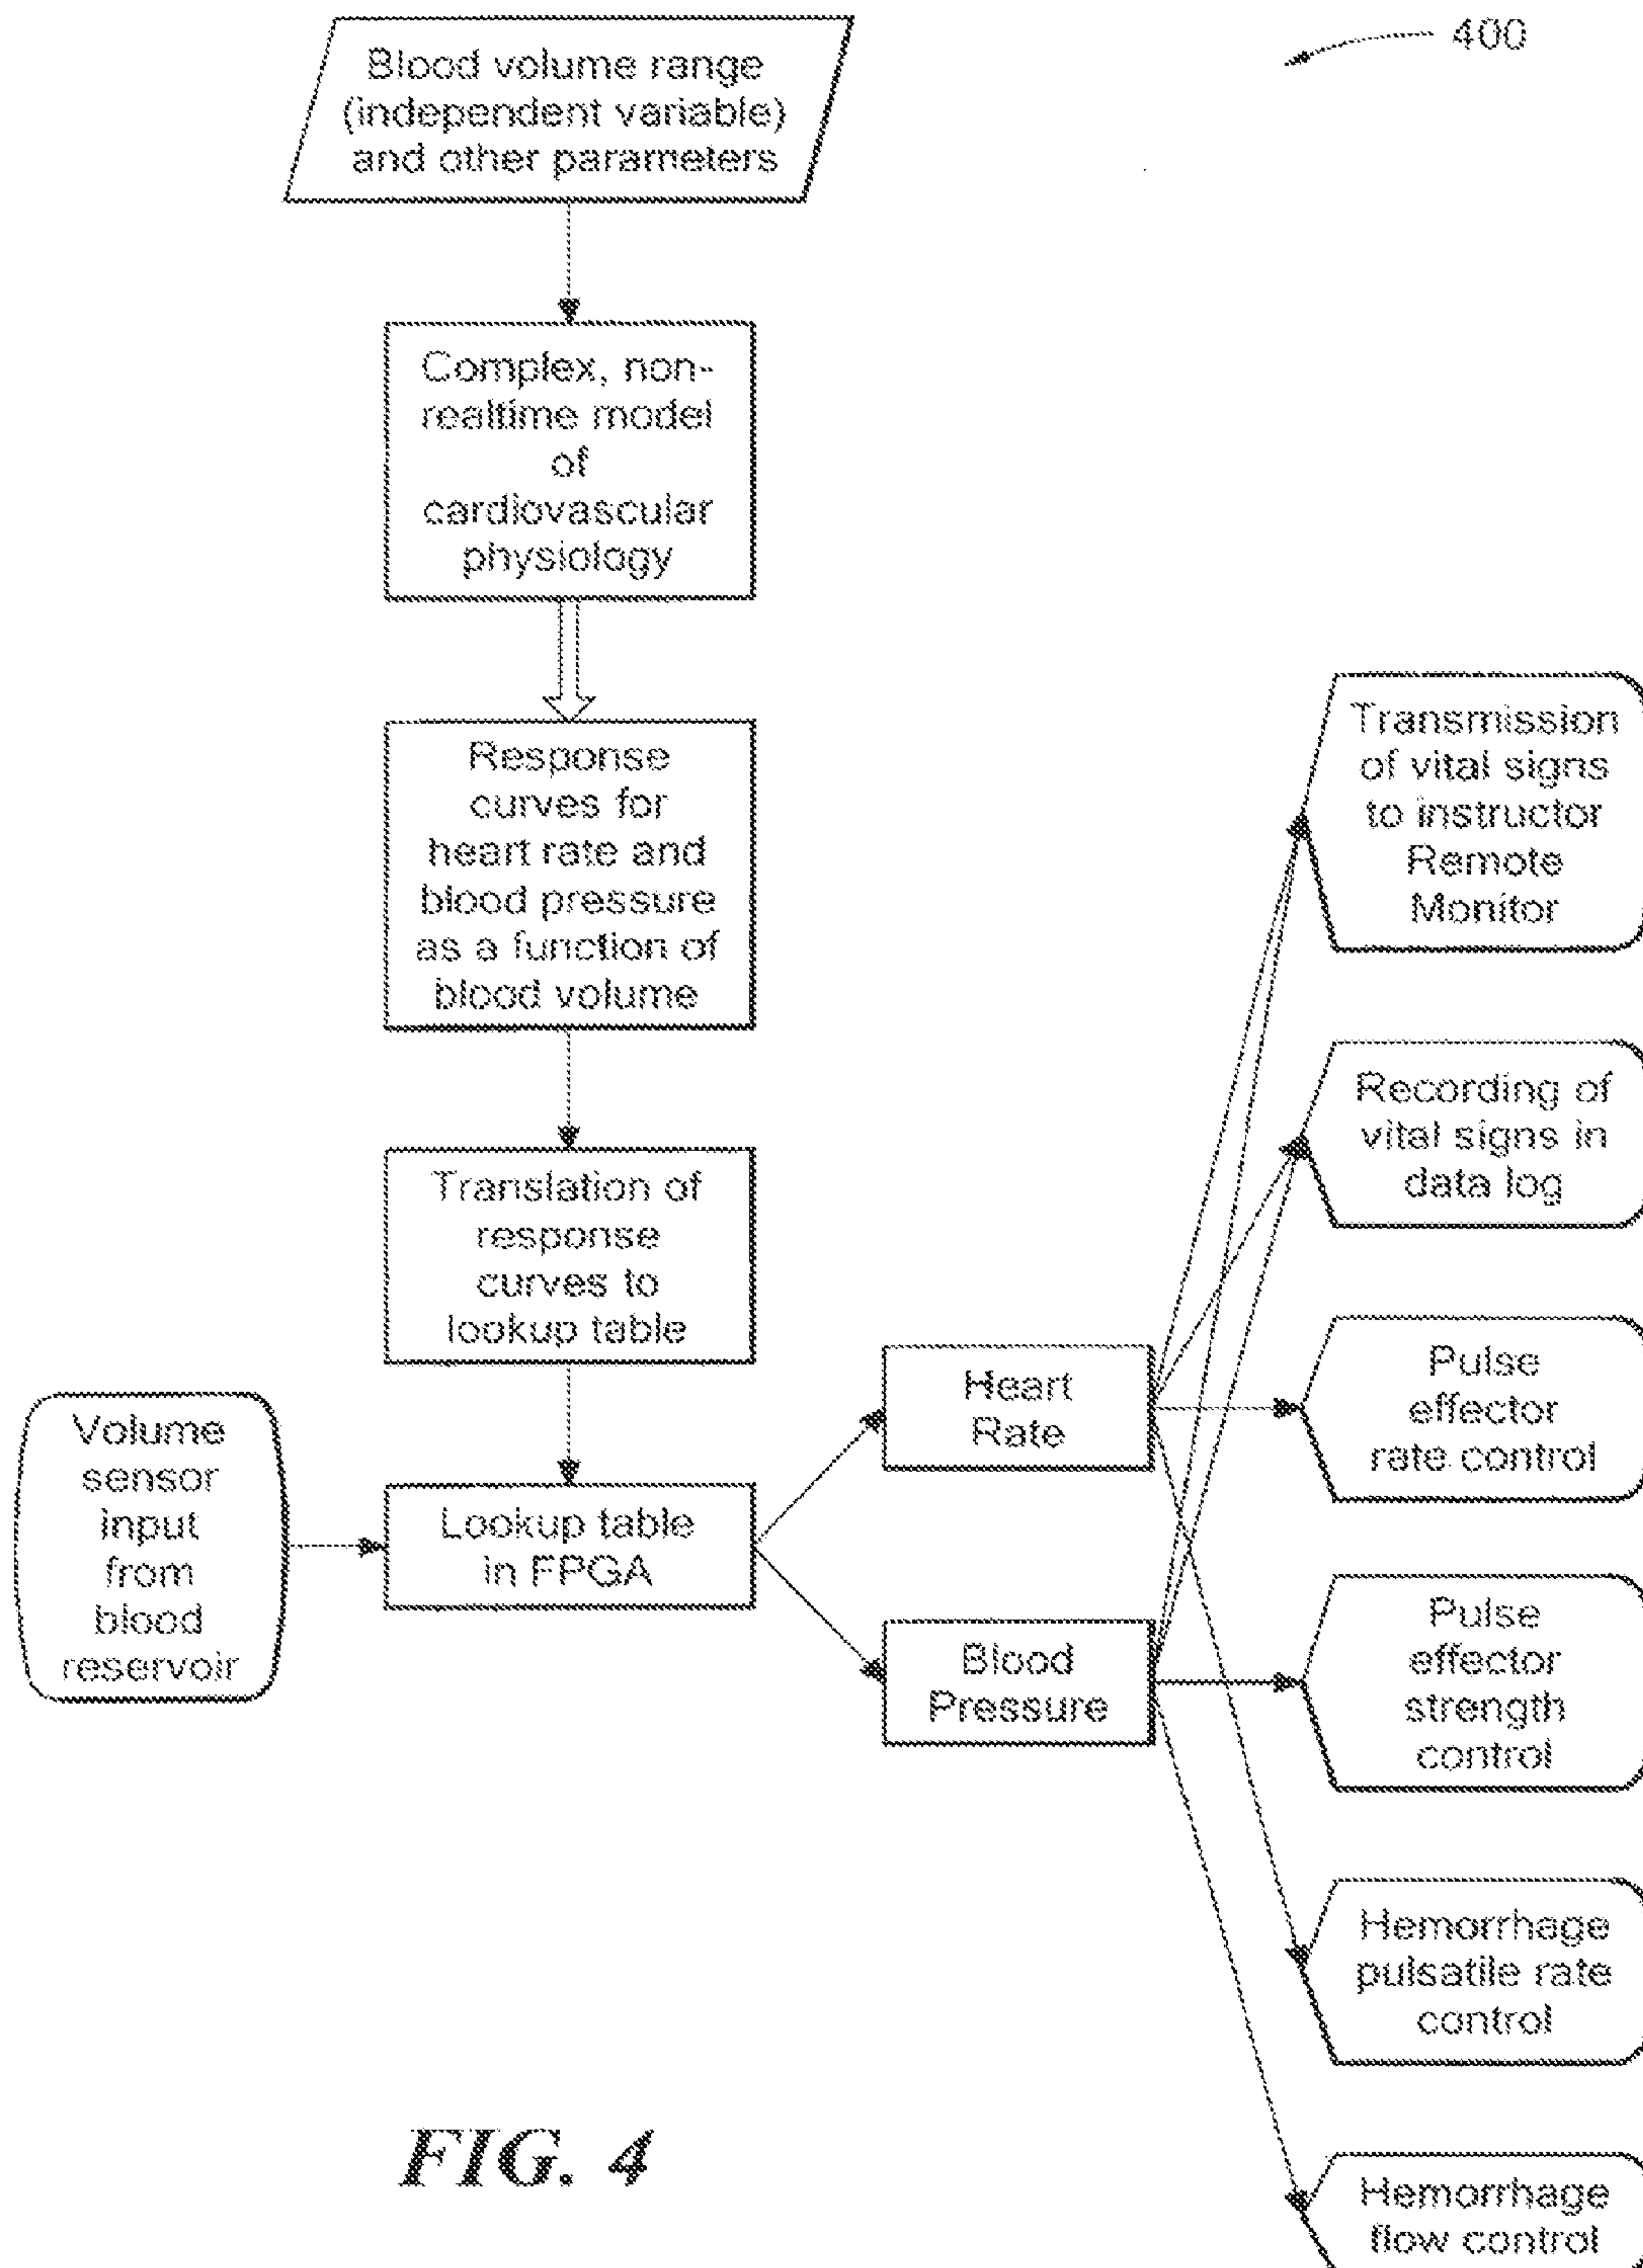 400
Blood volume range
(independent variable)
and other parameters
Complex, non-
realtime model
of
cardiovascular
physiology
Response
curves for
heart rate and
blood pressure
as a function of
blood volume
Translation of
response
curves to
lookup table
Volume
sensor
input
from
blood
reservoir
Lookup table
in FPGA
Heart
Rate
Blood
Pressure
Transmission
of vital signs
to instructor
Remote
Monitor
Recording of
vital signs in
data log
Pulse
effector
rate control
Pulse
effector
strength
control
Hemorrhage
pulsatile rate
control
Hemorrhage
flow control
FIG. 4